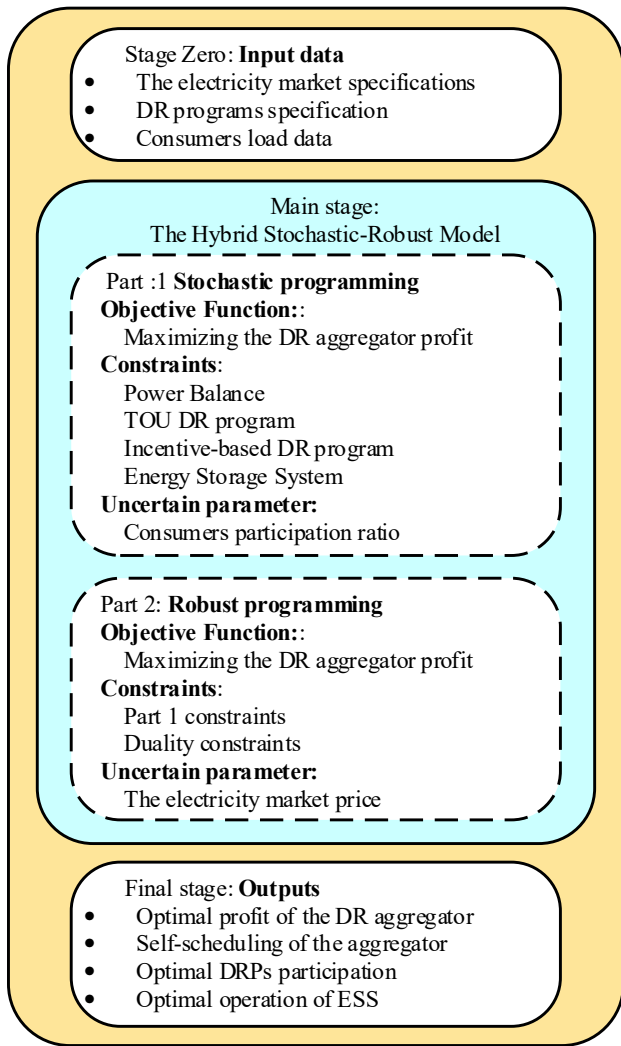 Stage Zero: Input data
• The electricity market specifications
• DR programs specification
• Consumers load data
Main stage:
The Hybrid Stochastic-Robust Model
Part :1 Stochastic programming
Objective Function::
Maximizing the DR aggregator profit
Constraints:
Power Balance
TOU DR program
Incentive-based DR program
Energy Storage System
Uncertain parameter:
Consumers participation ratio
Part 2: Robust programming
Objective Function::
Maximizing the DR aggregator profit
Constraints:
Part 1 constraints
Duality constraints
Uncertain parameter:
The electricity market price
Final stage: Outputs
• Optimal profit of the DR aggregator
• Self-scheduling of the aggregator
• Optimal DRPs participation
• Optimal operation of ESS